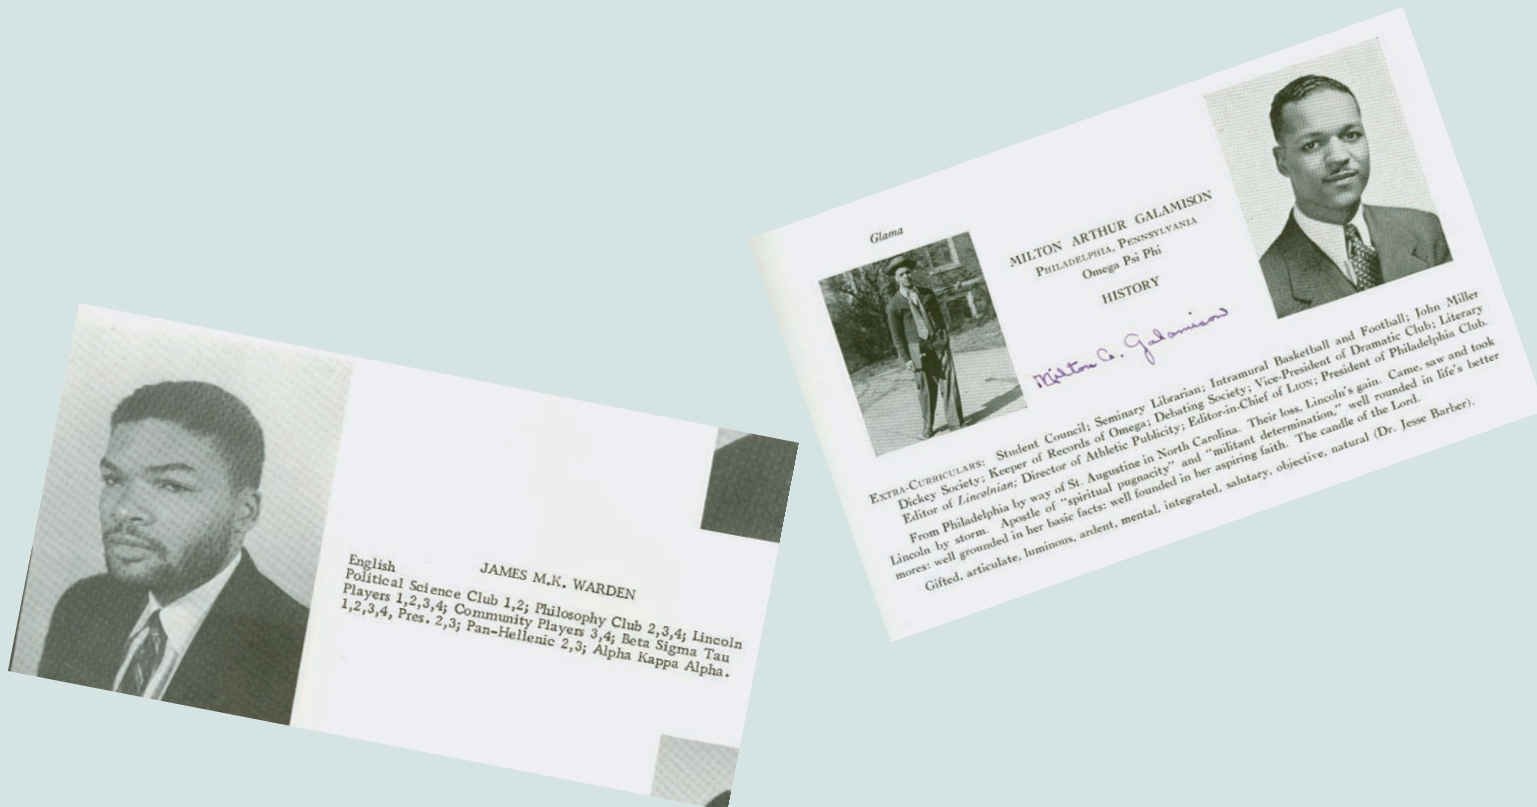 Glama
MILTON ARTHUR GALAMISON
PHILADELPHIA, PENNSYLVANIA
Omega Psi Phi
HISTORY
Milton A. Galamison
EXTRA-CURRICULARS: Student Council; Seminary Librarian; Intramural Basketball and Football; John Miller
Dickey Society; Keeper of Records of Omega; Debating Society; Vice-President of Dramatic Club; Literary
Editor of Lincolnian; Director of Athletic Publicity; Editor-in-Chief of LION; President of Philadelphia Club.
From Philadelphia by way of St. Augustine in North Carolina. Their loss, Lincoln's gain. Came, saw and took
Lincoln by storm. Apostle of "spiritual pugnacity" and "militant determination," well rounded in life's better
mores: well grounded in her basic facts: well founded in her aspiring faith. The candle of the Lord.
Gifted, articulate, luminous, ardent, mental, integrated, salutary, objective, natural (Dr. Jesse Barber).
JAMES M.K. WARDEN
English
Political Science Club 1,2; Philosophy Club 2,3,4; Lincoln
Players 1,2,3,4; Community Players 3,4; Beta Sigma Tau
1,2,3,4, Pres. 2,3; Pan-Hellenic 2,3; Alpha Kappa Alpha.